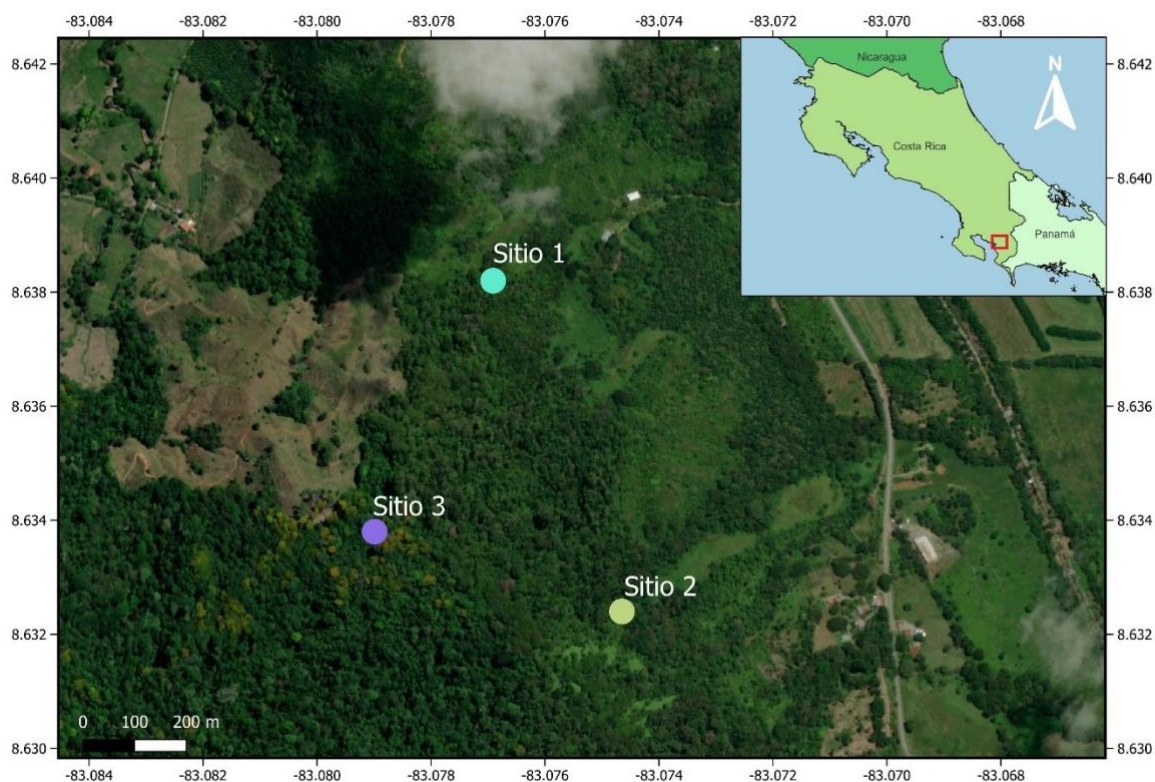 -83.084 -83.082 -83.080 -83.078 -83.076 -83.074 -83.072 -83.070 -83.068
8.642 8.642
Nicaragua
N
Costa Rica
8.640 8.640
Panamá
Sitio 1
8.638 8.638
8.636 8.636
Sitio 3
8.634 8.634
Sitio 2
8.632 8.632
0 100 200 m
8.630 8.630
-83.084 -83.082 -83.080 -83.078 -83.076 -83.074 -83.072 -83.070 -83.068